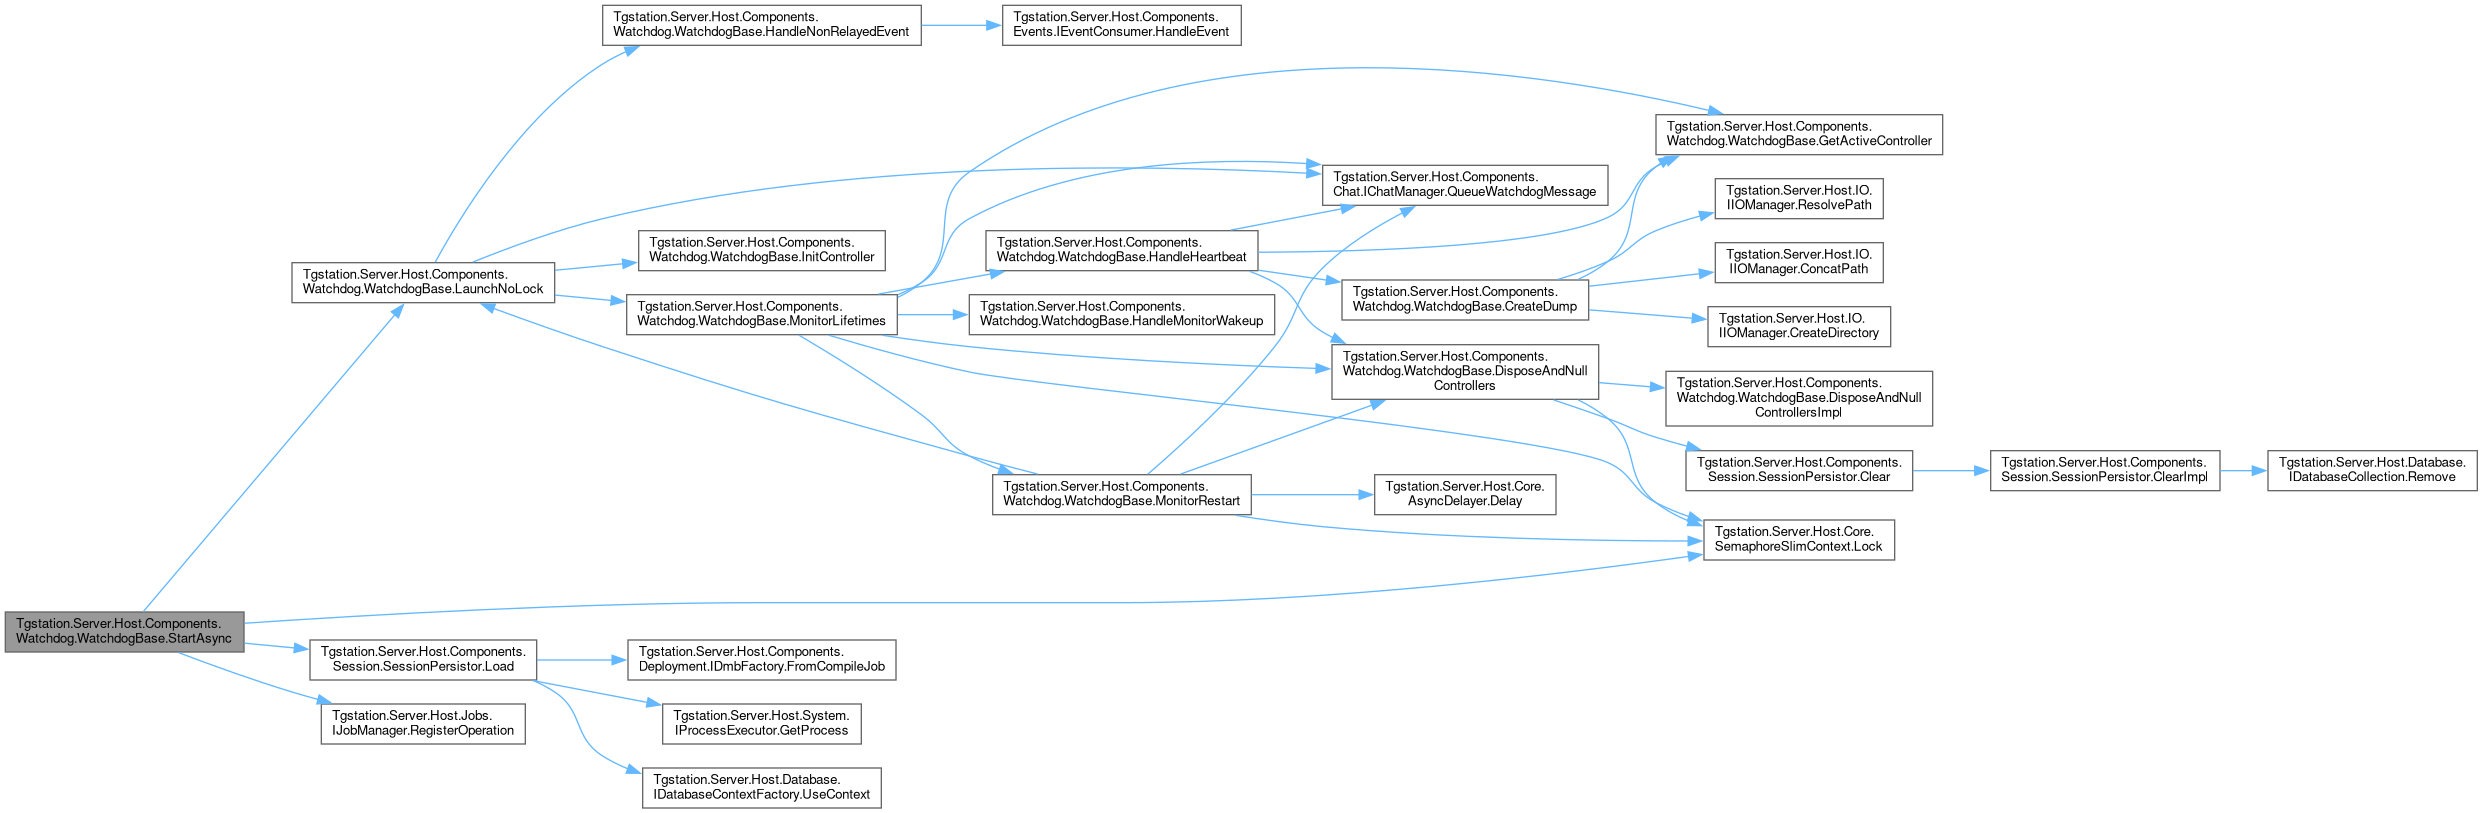 Tgstation.Server.Host.Components.
Watchdog.WatchdogBase.HandleNonRelayedEvent
Tgstation.Server.Host.Components.
Events.IEventConsumer.HandleEvent
Tgstation.Server.Host.Components.
Watchdog.WatchdogBase.GetActiveController
Tgstation.Server.Host.Components.
Chat.IChatManager.QueueWatchdogMessage
Tgstation.Server.Host.IO.
IIOManager.ResolvePath
Tgstation.Server.Host.Components.
Watchdog.WatchdogBase.InitController
Tgstation.Server.Host.Components.
Watchdog.WatchdogBase.HandleHeartbeat
Tgstation.Server.Host.IO.
IIOManager.ConcatPath
Tgstation.Server.Host.Components.
Watchdog.WatchdogBase.LaunchNoLock
Tgstation.Server.Host.Components.
Watchdog.WatchdogBase.MonitorLifetimes
Tgstation.Server.Host.Components.
Watchdog.WatchdogBase.HandleMonitorWakeup
Tgstation.Server.Host.Components.
Watchdog.WatchdogBase.CreateDump
Tgstation.Server.Host.IO.
IIOManager.CreateDirectory
Tgstation.Server.Host.Components.
Watchdog.WatchdogBase.DisposeAndNull
Controllers
Tgstation.Server.Host.Components.
Watchdog.WatchdogBase.DisposeAndNull
ControllersImpl
Tgstation.Server.Host.Components.
Session.SessionPersistor.Clear
Tgstation.Server.Host.Components.
Session.SessionPersistor.ClearImpl
Tgstation.Server.Host.Database.
IDatabaseCollection.Remove
Tgstation.Server.Host.Components.
Watchdog.WatchdogBase.MonitorRestart
Tgstation.Server.Host.Core.
AsyncDelayer.Delay
Tgstation.Server.Host.Core.
SemaphoreSlimContext.Lock
Tgstation.Server.Host.Components.
Watchdog.WatchdogBase.StartAsync
Tgstation.Server.Host.Components.
Session.SessionPersistor.Load
Tgstation.Server.Host.Components.
Deployment.IDmbFactory.FromCompileJob
Tgstation.Server.Host.Jobs.
IJobManager.RegisterOperation
Tgstation.Server.Host.System.
IProcessExecutor.GetProcess
Tgstation.Server.Host.Database.
IDatabaseContextFactory.UseContext